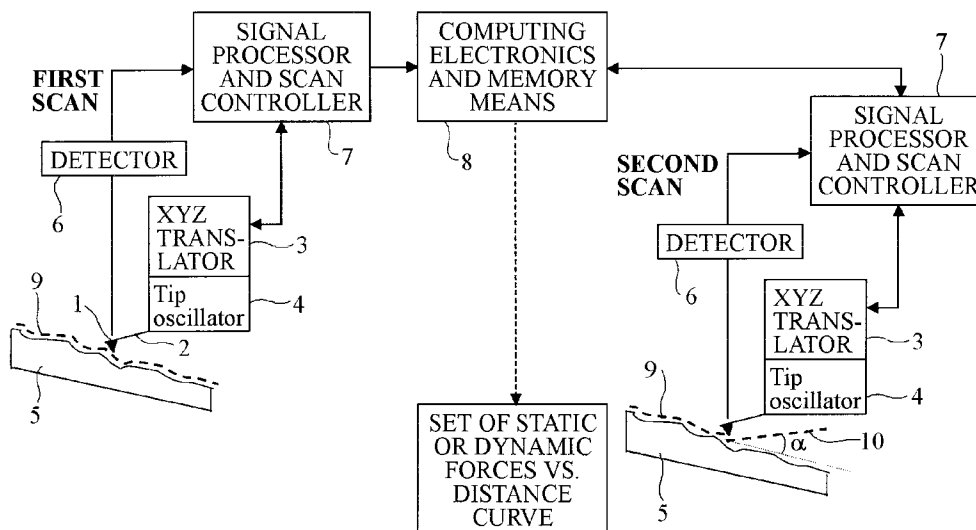 FIRST
SCAN
SIGNAL
PROCESSOR
AND SCAN
CONTROLLER
7
DETECTOR
6
XYZ
TRANS-
LATOR
3
Tip
oscillator
4
9
1
2
5
COMPUTING
ELECTRONICS
AND MEMORY
MEANS
8
SET OF STATIC
OR DYNAMIC
FORCES VS.
DISTANCE
CURVE
SECOND
SCAN
7
SIGNAL
PROCESSOR
AND SCAN
CONTROLLER
DETECTOR
6
XYZ
TRANS-
LATOR
3
Tip
oscillator
4
9
α
10
5